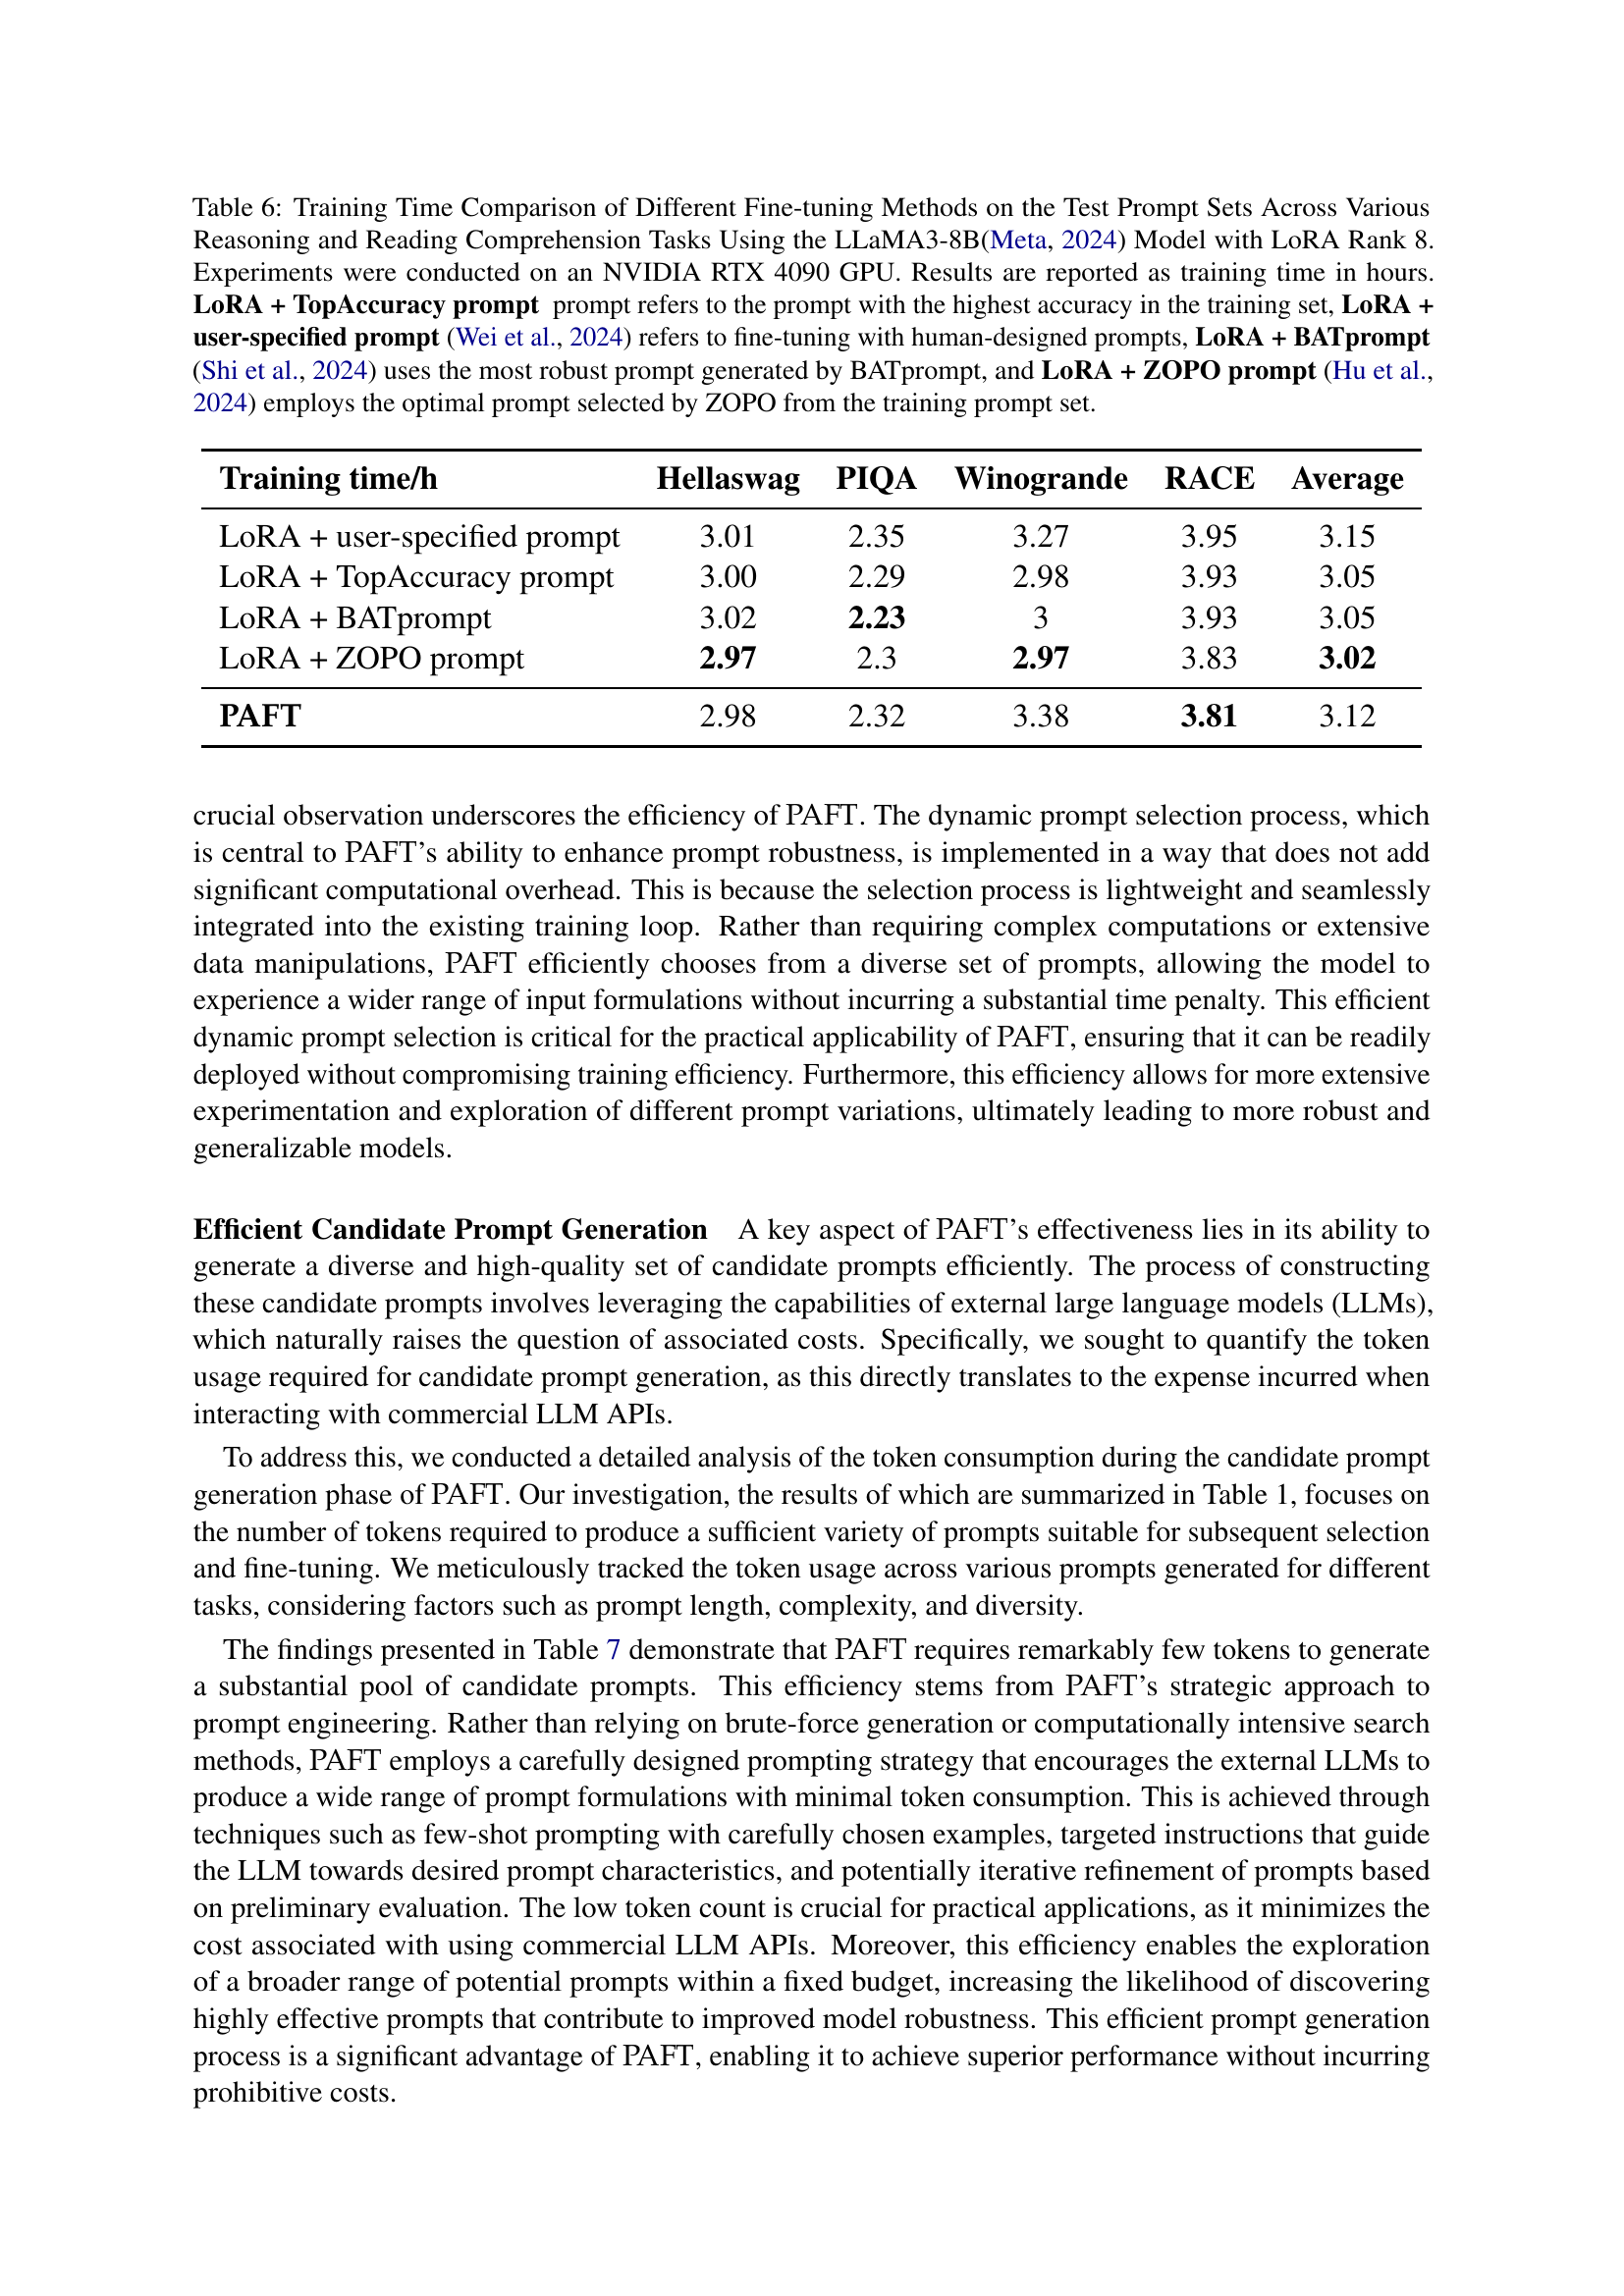 Table 6: Training Time Comparison of Different Fine-tuning Methods on the Test Prompt Sets Across Various
Reasoning and Reading Comprehension Tasks Using the LLaMA3-8B(Meta, 2024) Model with LoRA Rank 8.
Experiments were conducted on an NVIDIA RTX 4090 GPU. Results are reported as training time in hours.
LoRA + TopAccuracy prompt prompt refers to the prompt with the highest accuracy in the training set, LoRA +
user-specified prompt (Wei et al., 2024) refers to fine-tuning with human-designed prompts, LoRA + BATprompt
(Shi et al., 2024) uses the most robust prompt generated by BATprompt, and LoRA + ZOPO prompt (Hu et al.,
2024) employs the optimal prompt selected by ZOPO from the training prompt set.
Training time/h Hellaswag PIQA Winogrande RACE Average
LoRA + user-specified prompt 3.01 2.35 3.27 3.95 3.15
LoRA + TopAccuracy prompt 3.00 2.29 2.98 3.93 3.05
LoRA + BATprompt 3.02 2.23 3 3.93 3.05
LoRA + ZOPO prompt 2.97 2.3 2.97 3.83 3.02
PAFT 2.98 2.32 3.38 3.81 3.12
crucial observation underscores the efficiency of PAFT. The dynamic prompt selection process, which
is central to PAFT's ability to enhance prompt robustness, is implemented in a way that does not add
significant computational overhead. This is because the selection process is lightweight and seamlessly
integrated into the existing training loop. Rather than requiring complex computations or extensive
data manipulations, PAFT efficiently chooses from a diverse set of prompts, allowing the model to
experience a wider range of input formulations without incurring a substantial time penalty. This efficient
dynamic prompt selection is critical for the practical applicability of PAFT, ensuring that it can be readily
deployed without compromising training efficiency. Furthermore, this efficiency allows for more extensive
experimentation and exploration of different prompt variations, ultimately leading to more robust and
generalizable models.
Efficient Candidate Prompt Generation A key aspect of PAFT's effectiveness lies in its ability to
generate a diverse and high-quality set of candidate prompts efficiently. The process of constructing
these candidate prompts involves leveraging the capabilities of external large language models (LLMs),
which naturally raises the question of associated costs. Specifically, we sought to quantify the token
usage required for candidate prompt generation, as this directly translates to the expense incurred when
interacting with commercial LLM APIs.
To address this, we conducted a detailed analysis of the token consumption during the candidate prompt
generation phase of PAFT. Our investigation, the results of which are summarized in Table 1, focuses on
the number of tokens required to produce a sufficient variety of prompts suitable for subsequent selection
and fine-tuning. We meticulously tracked the token usage across various prompts generated for different
tasks, considering factors such as prompt length, complexity, and diversity.
The findings presented in Table 7 demonstrate that PAFT requires remarkably few tokens to generate
a substantial pool of candidate prompts. This efficiency stems from PAFT's strategic approach to
prompt engineering. Rather than relying on brute-force generation or computationally intensive search
methods, PAFT employs a carefully designed prompting strategy that encourages the external LLMs to
produce a wide range of prompt formulations with minimal token consumption. This is achieved through
techniques such as few-shot prompting with carefully chosen examples, targeted instructions that guide
the LLM towards desired prompt characteristics, and potentially iterative refinement of prompts based
on preliminary evaluation. The low token count is crucial for practical applications, as it minimizes the
cost associated with using commercial LLM APIs. Moreover, this efficiency enables the exploration
of a broader range of potential prompts within a fixed budget, increasing the likelihood of discovering
highly effective prompts that contribute to improved model robustness. This efficient prompt generation
process is a significant advantage of PAFT, enabling it to achieve superior performance without incurring
prohibitive costs.